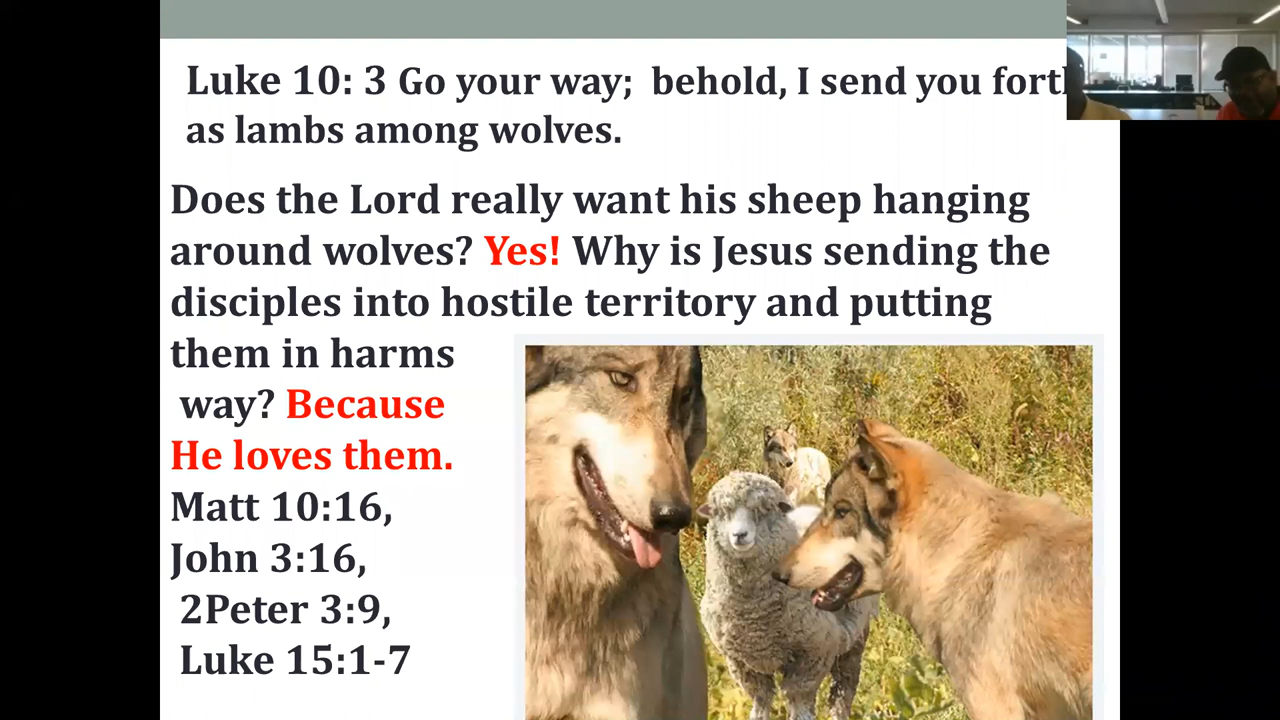 Luke 10: 3 Go your way; behold, I send you forth
as lambs among wolves.
Does the Lord really want his sheep hanging
around wolves? Yes! Why is Jesus sending the
disciples into hostile territory and putting
them in harms
way? Because
He loves them.
Matt 10:16,
John 3:16,
2Peter 3:9,
Luke 15:1-7